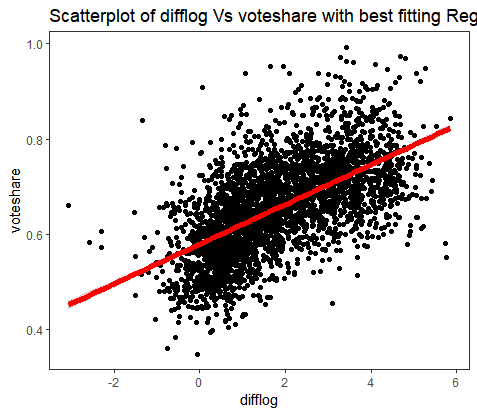 Scatterplot of difflog Vs voteshare with best fitting Reg
1.0
0.8
0.6
0.4
voteshare
-2 0 2 4 6
difflog